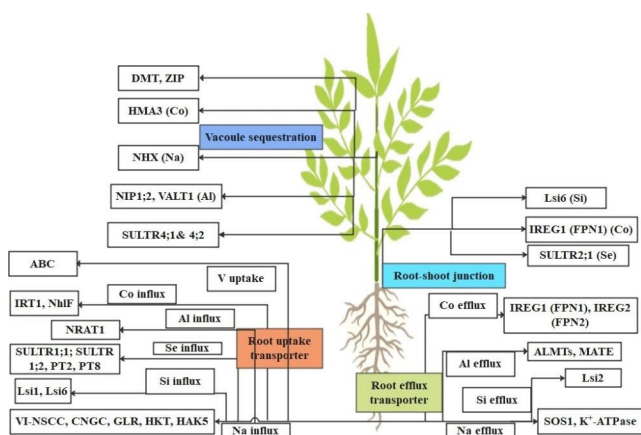 DMT, ZIP
HMA3 (Co)
Vacoule sequestration
NHX (Na)
NIP1;2, VALT1 (Al)
SULTR4;1& 4;2
Lsi6 (Si)
IREG1 (FPN1) (Co)
SULTR2;1 (Se)
Root-shoot junction
ABC
V uptake
Co influx
IRT1, NhlF
Al influx
NRAT1
Root uptake
transporter
Se influx
SULTR1;1; SULTR
1;2, PT2, PT8
Si influx
Lsi1, Lsi6
VI-NSCC, CNGC, GLR, HKT, HAK5
Na influx
Co efflux
IREG1 (FPN1), IREG2
(FPN2)
ALMTs, MATE
Al efflux
Root efflux
transporter
Lsi2
Si efflux
SOS1, K⁺-ATPase
Na efflux